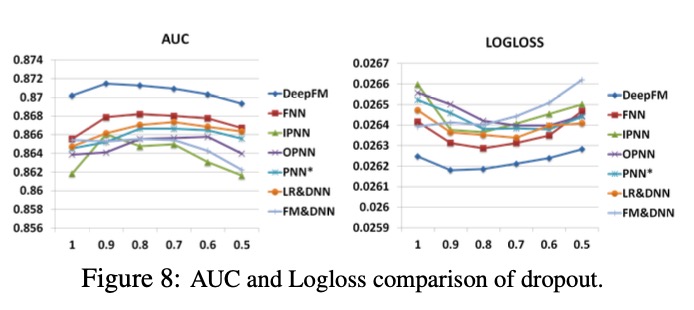 AUC
0.874
0.872
0.87
0.868
0.866
0.864
0.862
0.86
0.858
0.856
1 0.9 0.8 0.7 0.6 0.5
DeepFM
FNN
IPNN
OPNN
PNN*
LR&DNN
FM&DNN
LOGLOSS
0.0267
0.0266
0.0265
0.0264
0.0263
0.0262
0.0261
0.026
0.0259
1 0.9 0.8 0.7 0.6 0.5
DeepFM
FNN
IPNN
OPNN
PNN*
LR&DNN
FM&DNN
Figure 8: AUC and Logloss comparison of dropout.